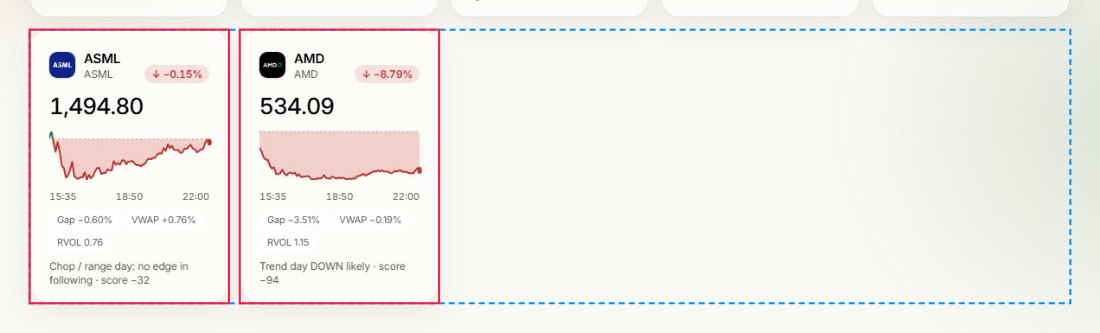 ASML
ASML
ASML
↓ −0.15%
1,494.80
15:35 18:50 22:00
Gap −0.60% VWAP +0.76%
RVOL 0.76
Chop / range day: no edge in
following · score −32
AMD
AMD
AMD
↓ −8.79%
534.09
15:35 18:50 22:00
Gap −3.51% VWAP −0.19%
RVOL 1.15
Trend day DOWN likely · score
−94